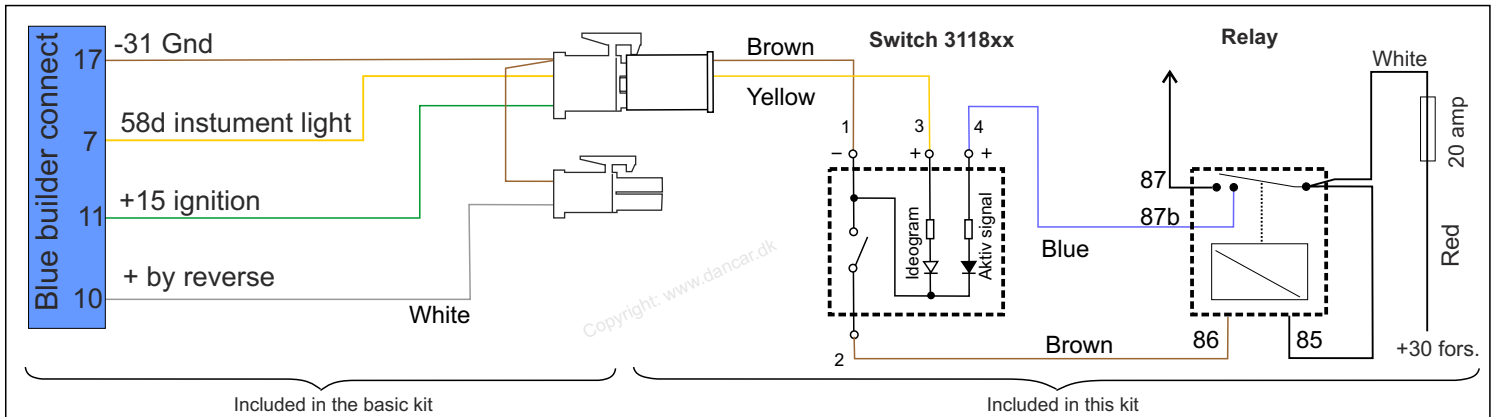 Blue builder connect
17
-31 Gnd
7
58d instument light
11
+15 ignition
10
+ by reverse
White
Brown
Yellow
Switch 3118xx
Relay
White
20 amp
Red
+30 fors.
1
3
4
−
+
+
Ideogram
Aktiv signal
2
Blue
Brown
87
87b
86
85
Copyright: www.dancar.dk
Included in the basic kit
Included in this kit